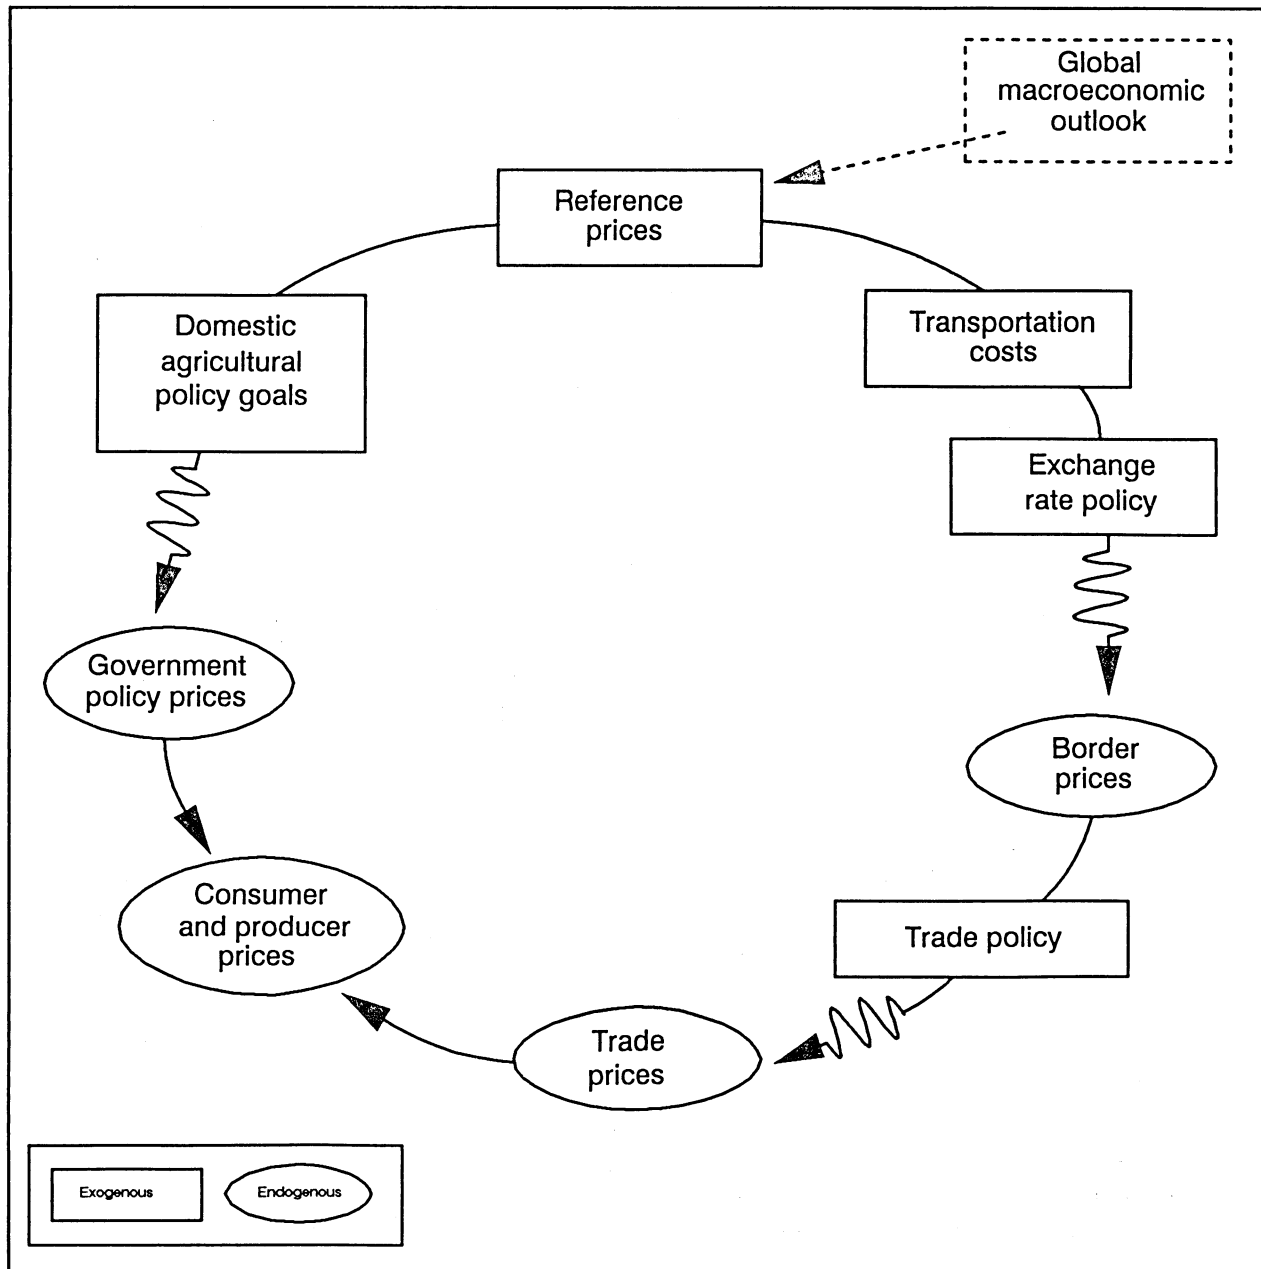 Global
macroeconomic
outlook
Reference
prices
Domestic
agricultural
policy goals
Transportation
costs
Exchange
rate policy
Government
policy prices
Border
prices
Consumer
and producer
prices
Trade policy
Trade
prices
Exogenous
Endogenous